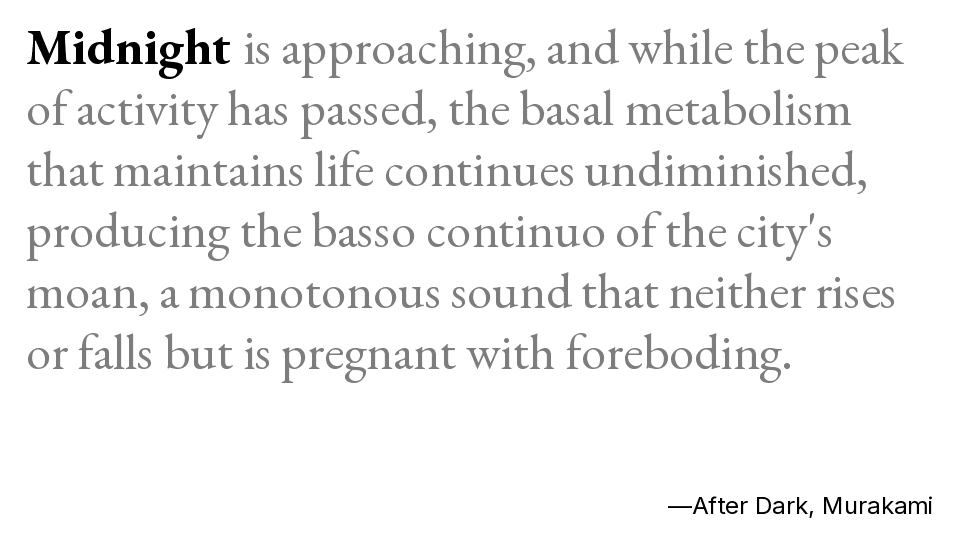 Midnight is approaching, and while the peak
of activity has passed, the basal metabolism
that maintains life continues undiminished,
producing the basso continuo of the city's
moan, a monotonous sound that neither rises
or falls but is pregnant with foreboding.
—After Dark, Murakami